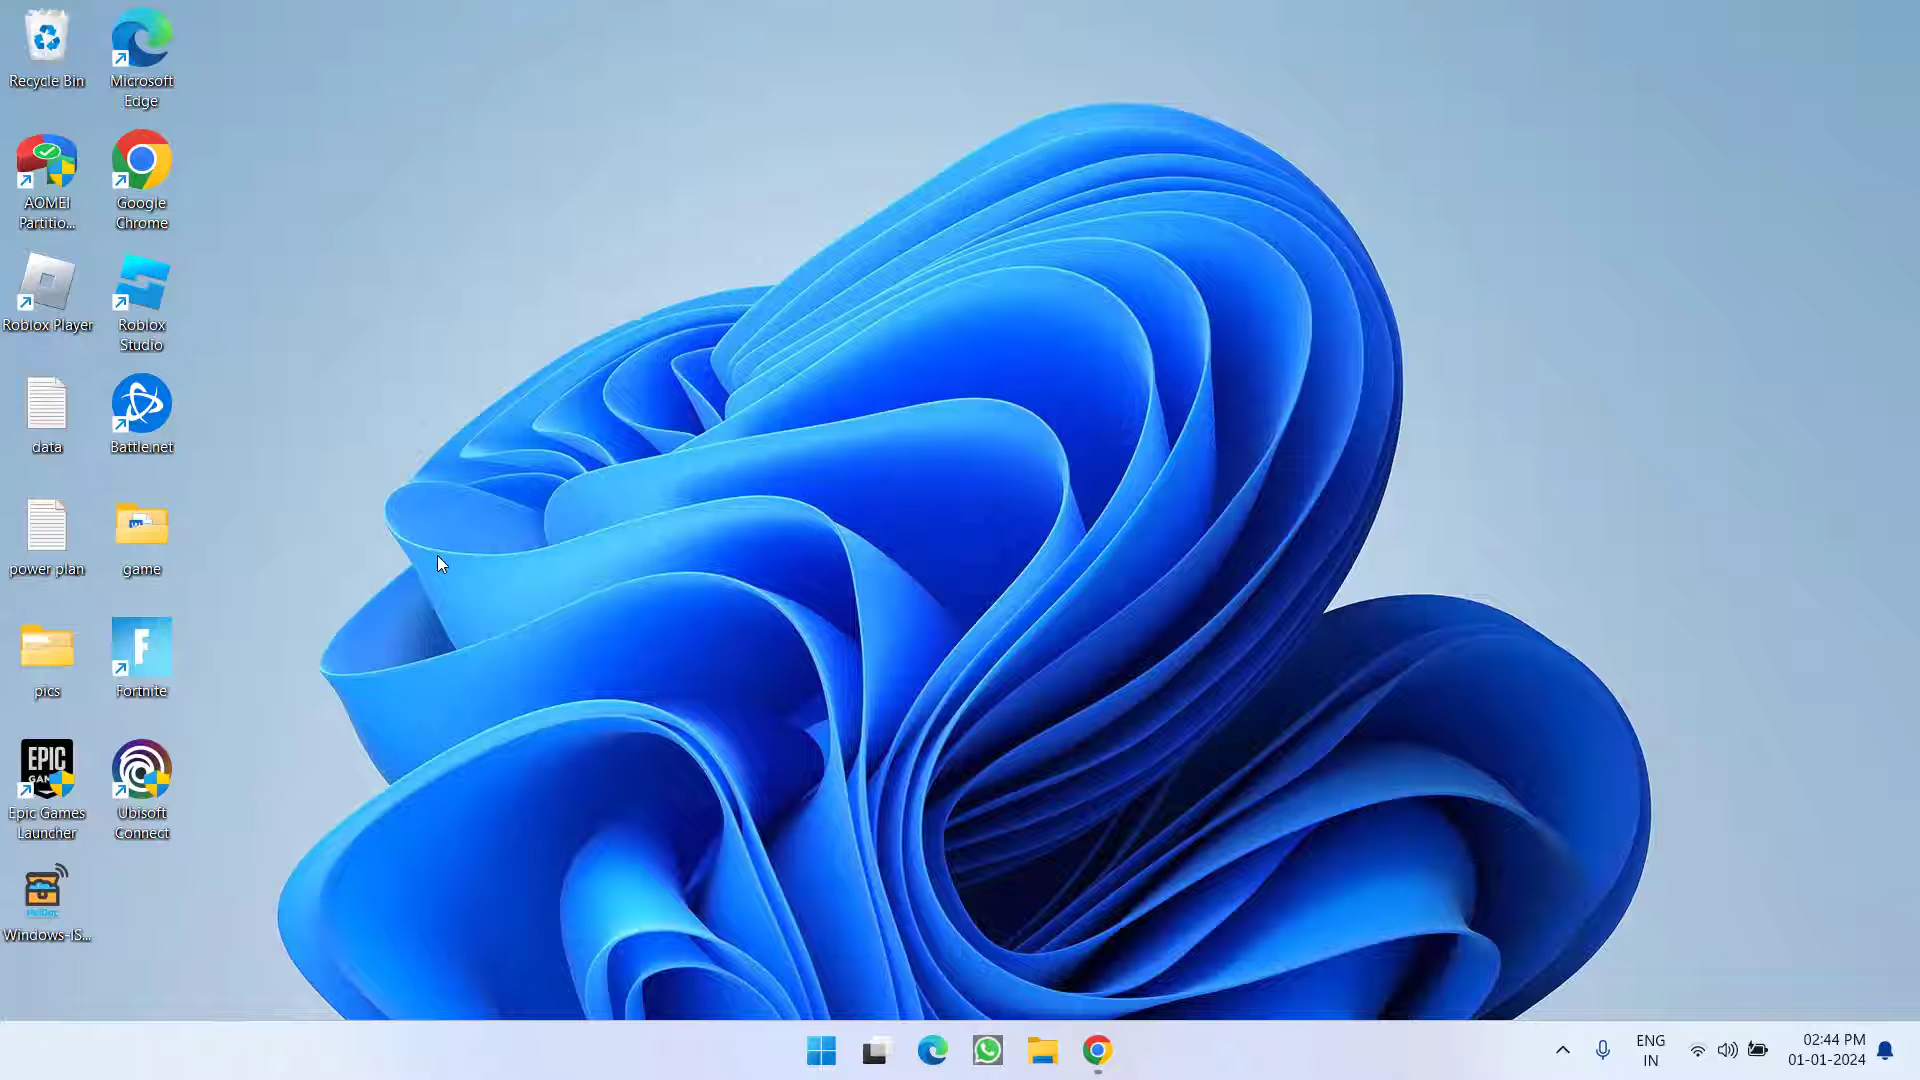 Recycle Bin
Microsoft
Edge
AOMEI
Partitio...
Google
Chrome
Roblox Player
Roblox
Studio
data
Battle.net
power plan
game
pics
F
Fortnite
EPIC
Epic Games
Launcher
Ubisoft
Connect
HeiDoc
Windows-IS...
ENG
IN
02:44 PM
01-01-2024